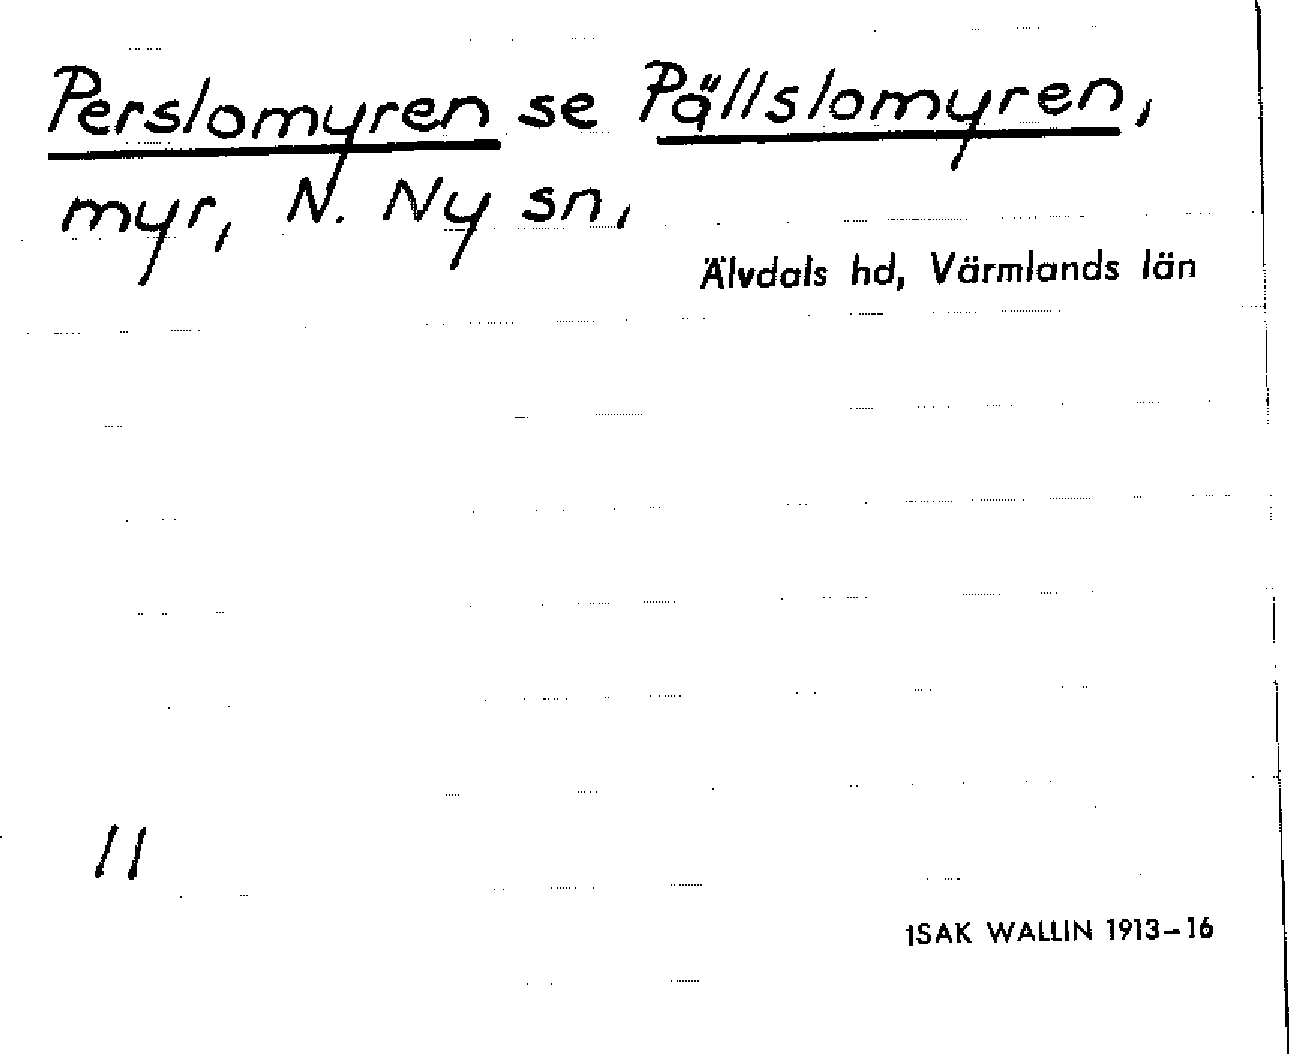 Perslomyren se Pällslomyren,
myr, N. Ny sn,
Älvdals hd, Värmlands län
11
ISAK WALLIN 1913-16